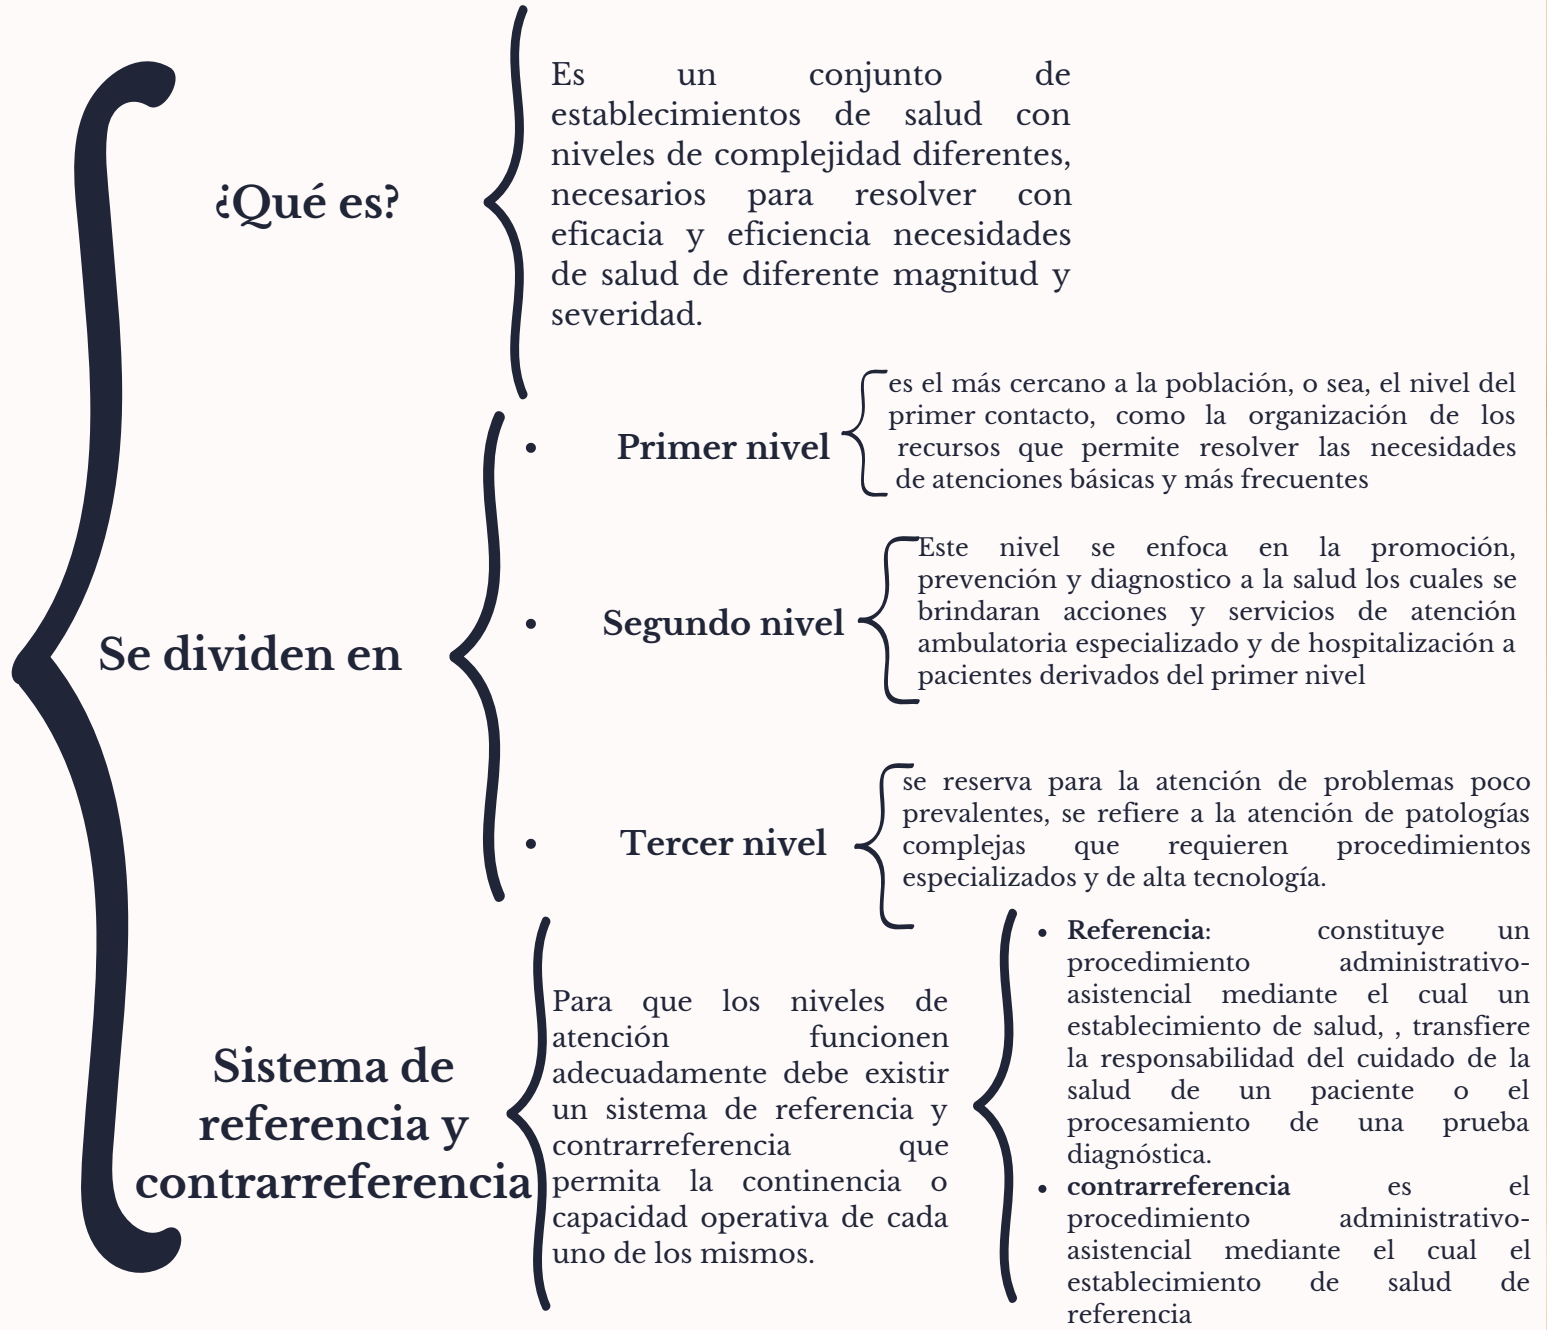 ¿Qué es?
Es un conjunto de
establecimientos de salud con
niveles de complejidad diferentes,
necesarios para resolver con
eficacia y eficiencia necesidades
de salud de diferente magnitud y
severidad.
Se dividen en
• Primer nivel
es el más cercano a la población, o sea, el nivel del
primer contacto, como la organización de los
recursos que permite resolver las necesidades
de atenciones básicas y más frecuentes
• Segundo nivel
Este nivel se enfoca en la promoción,
prevención y diagnostico a la salud los cuales se
brindaran acciones y servicios de atención
ambulatoria especializado y de hospitalización a
pacientes derivados del primer nivel
• Tercer nivel
se reserva para la atención de problemas poco
prevalentes, se refiere a la atención de patologías
complejas que requieren procedimientos
especializados y de alta tecnología.
Sistema de
referencia y
contrarreferencia
Para que los niveles de
atención funcionen
adecuadamente debe existir
un sistema de referencia y
contrarreferencia que
permita la continencia o
capacidad operativa de cada
uno de los mismos.
• Referencia: constituye un
procedimiento administrativo-
asistencial mediante el cual un
establecimiento de salud, , transfiere
la responsabilidad del cuidado de la
salud de un paciente o el
procesamiento de una prueba
diagnóstica.
• contrarreferencia es el
procedimiento administrativo-
asistencial mediante el cual el
establecimiento de salud de
referencia